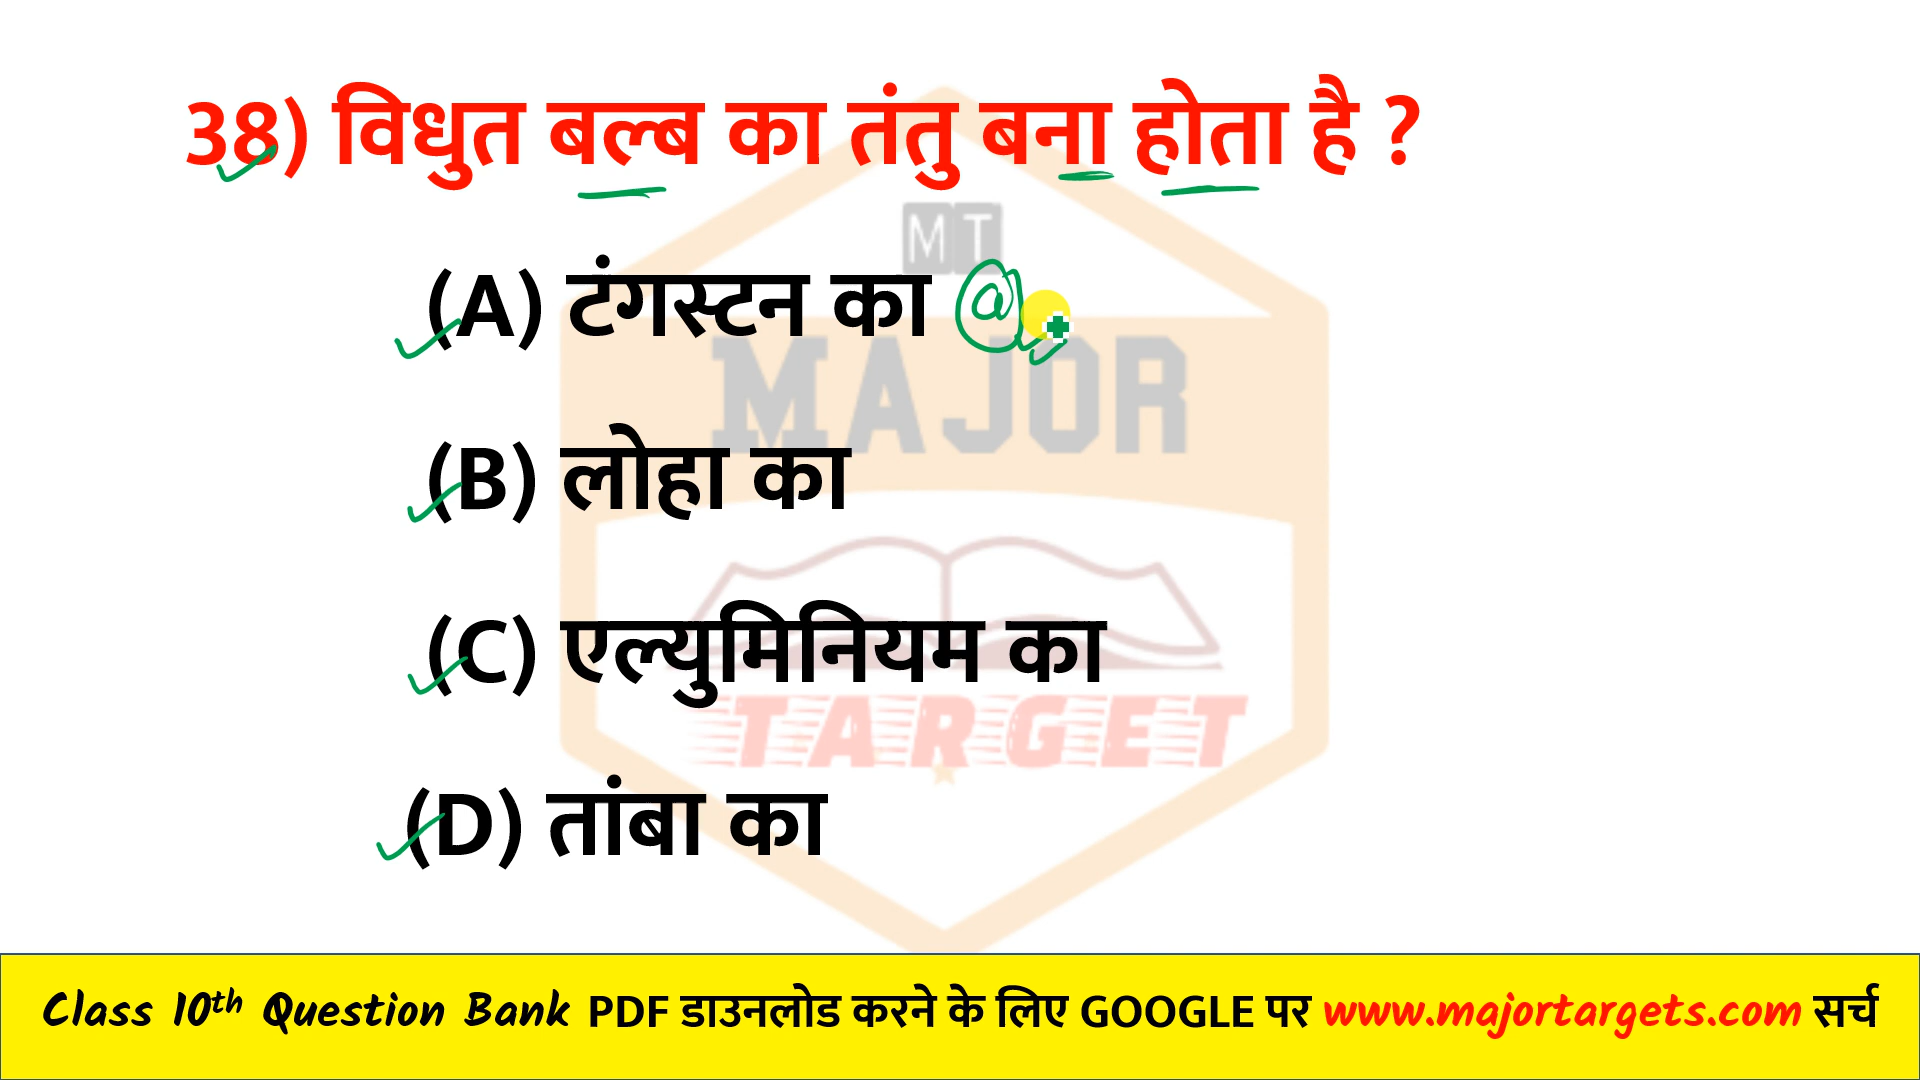 38) विधुत बल्ब का तंतु बना होता है ?
MT
(A) टंगस्टन का @
MAJOR
(B) लोहा का
(C) एल्युमिनियम का
TARGET
(D) तांबा का
Class 10th Question Bank PDF डाउनलोड करने के लिए GOOGLE पर www.majortargets.com सर्च